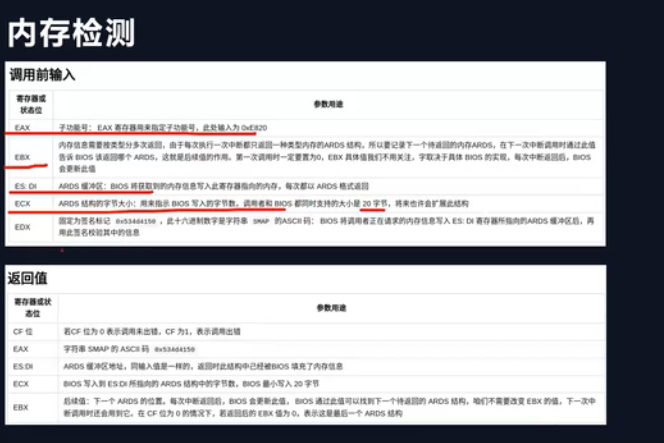 内存检测
调用前输入
寄存器或
状态位
参数用途
EAX
子功能号： EAX 寄存器用来指定子功能号，此处输入为 0xE820
EBX
内存信息需要按类型分多次返回，由于每次执行一次中断都只返回一种类型内存的ARDS 结构，所以要记录下一个待返回的内存ARDS，在下一次中断调用时通过此值
告诉 BIOS 该返回哪个 ARDS，这就是后续值的作用。第一次调用时一定要置为0，EBX 具体值我们不用关注，字取决于具体 BIOS 的实现，每次中断返回后，BIOS
会更新此值
ES: DI
ARDS 缓冲区：BIOS 将获取到的内存信息写入此寄存器指向的内存，每次都以 ARDS 格式返回
ECX
ARDS 结构的字节大小：用来指示 BIOS 写入的字节数。调用者和 BIOS 都同时支持的大小是 20 字节，将来也许会扩展此结构
EDX
固定为签名标记 0x534d4150 ，此十六进制数字是字符串 SMAP 的ASCII 码： BIOS 将调用者正在请求的内存信息写入 ES: DI 寄存器所指向的ARDS 缓冲区后，再
用此签名校验其中的信息
返回值
寄存器或状
态位
参数用途
CF 位
若CF 位为 0 表示调用未出错，CF 为1，表示调用出错
EAX
字符串 SMAP 的 ASCII 码 0x534d4150
ES:DI
ARDS 缓冲区地址，同输入值是一样的，返回时此结构中已经被BIOS 填充了内存信息
ECX
BIOS 写入到 ES:DI 所指向的 ARDS 结构中的字节数，BIOS 最小写入 20 字节
EBX
后续值：下一个 ARDS 的位置。每次中断返回后，BIOS 会更新此值， BIOS 通过此值可以找到下一个待返回的 ARDS 结构，咱们不需要改变 EBX 的值，下一次中
断调用时还会用到它。在 CF 位为 0 的情况下，若返回后的 EBX 值为 0，表示这是最后一个 ARDS 结构